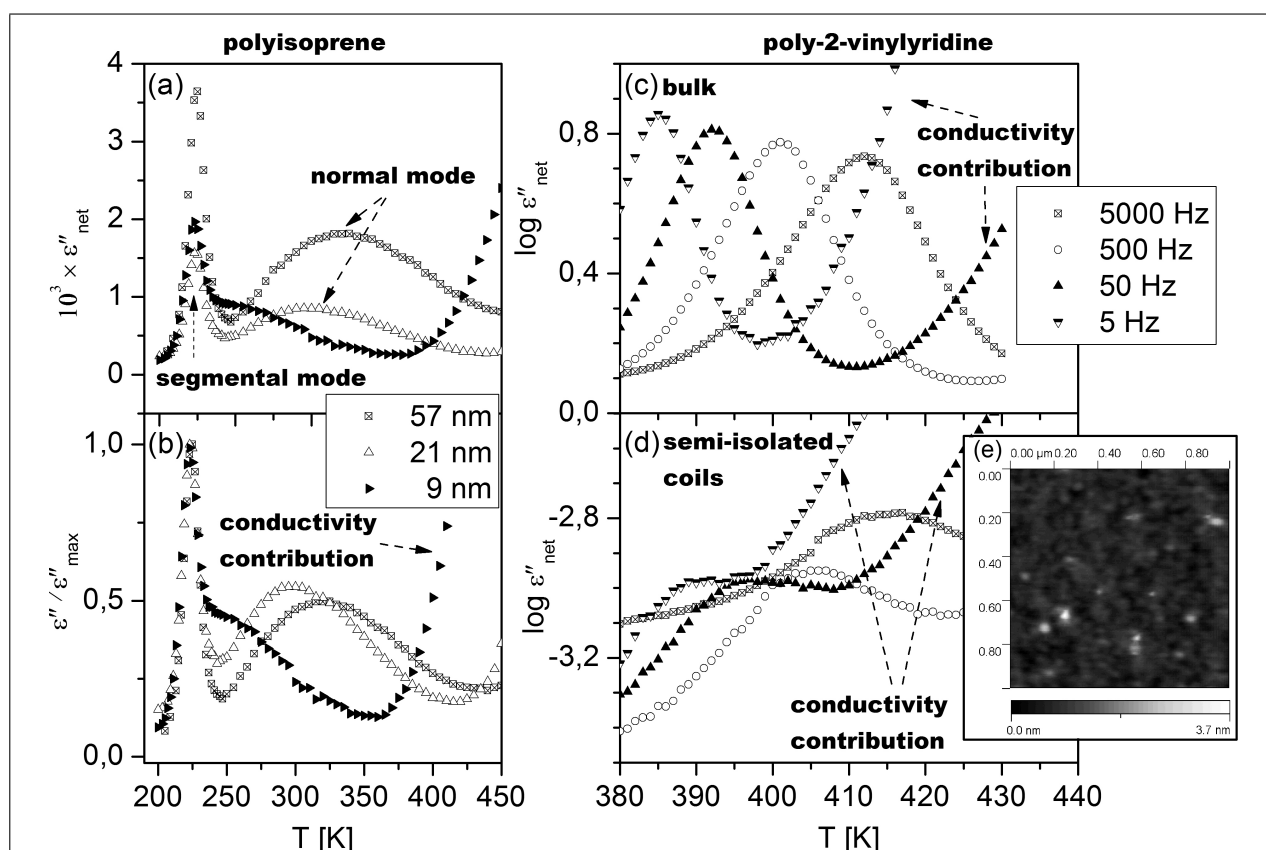 polyisoprene
poly-2-vinylyridine
(a)
4
3
2
1
0
10³ × ε″net
normal mode
segmental mode
57 nm
21 nm
9 nm
(b)
1,0
0,5
0,0
ε″/ε″max
conductivity
contribution
200 250 300 350 400 450
T [K]
(c) bulk
0,8
0,4
0,0
log ε″net
conductivity
contribution
5000 Hz
500 Hz
50 Hz
5 Hz
(d) semi-isolated
coils
-2,8
-3,2
log ε″net
conductivity
contribution
380 390 400 410 420 430 440
T [K]
(e)
0.00 µm 0.20 0.40 0.60 0.80
0.00
0.20
0.40
0.60
0.80
0.0 nm 3.7 nm